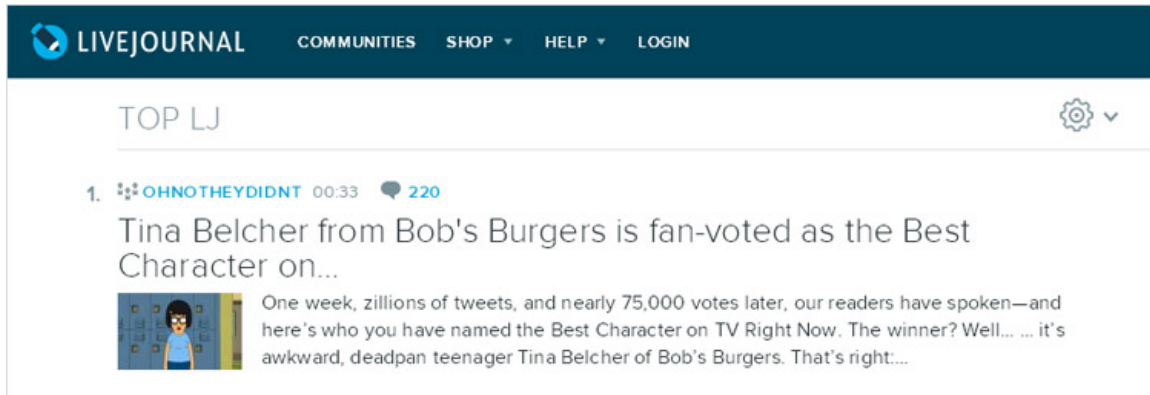 LIVEJOURNAL COMMUNITIES SHOP HELP LOGIN
TOP LJ
1. OHNOTHEYDIDNT 00:33 220
Tina Belcher from Bob's Burgers is fan-voted as the Best
Character on...
One week, zillions of tweets, and nearly 75,000 votes later, our readers have spoken—and
here's who you have named the Best Character on TV Right Now. The winner? Well... ... it's
awkward, deadpan teenager Tina Belcher of Bob's Burgers. That's right:...